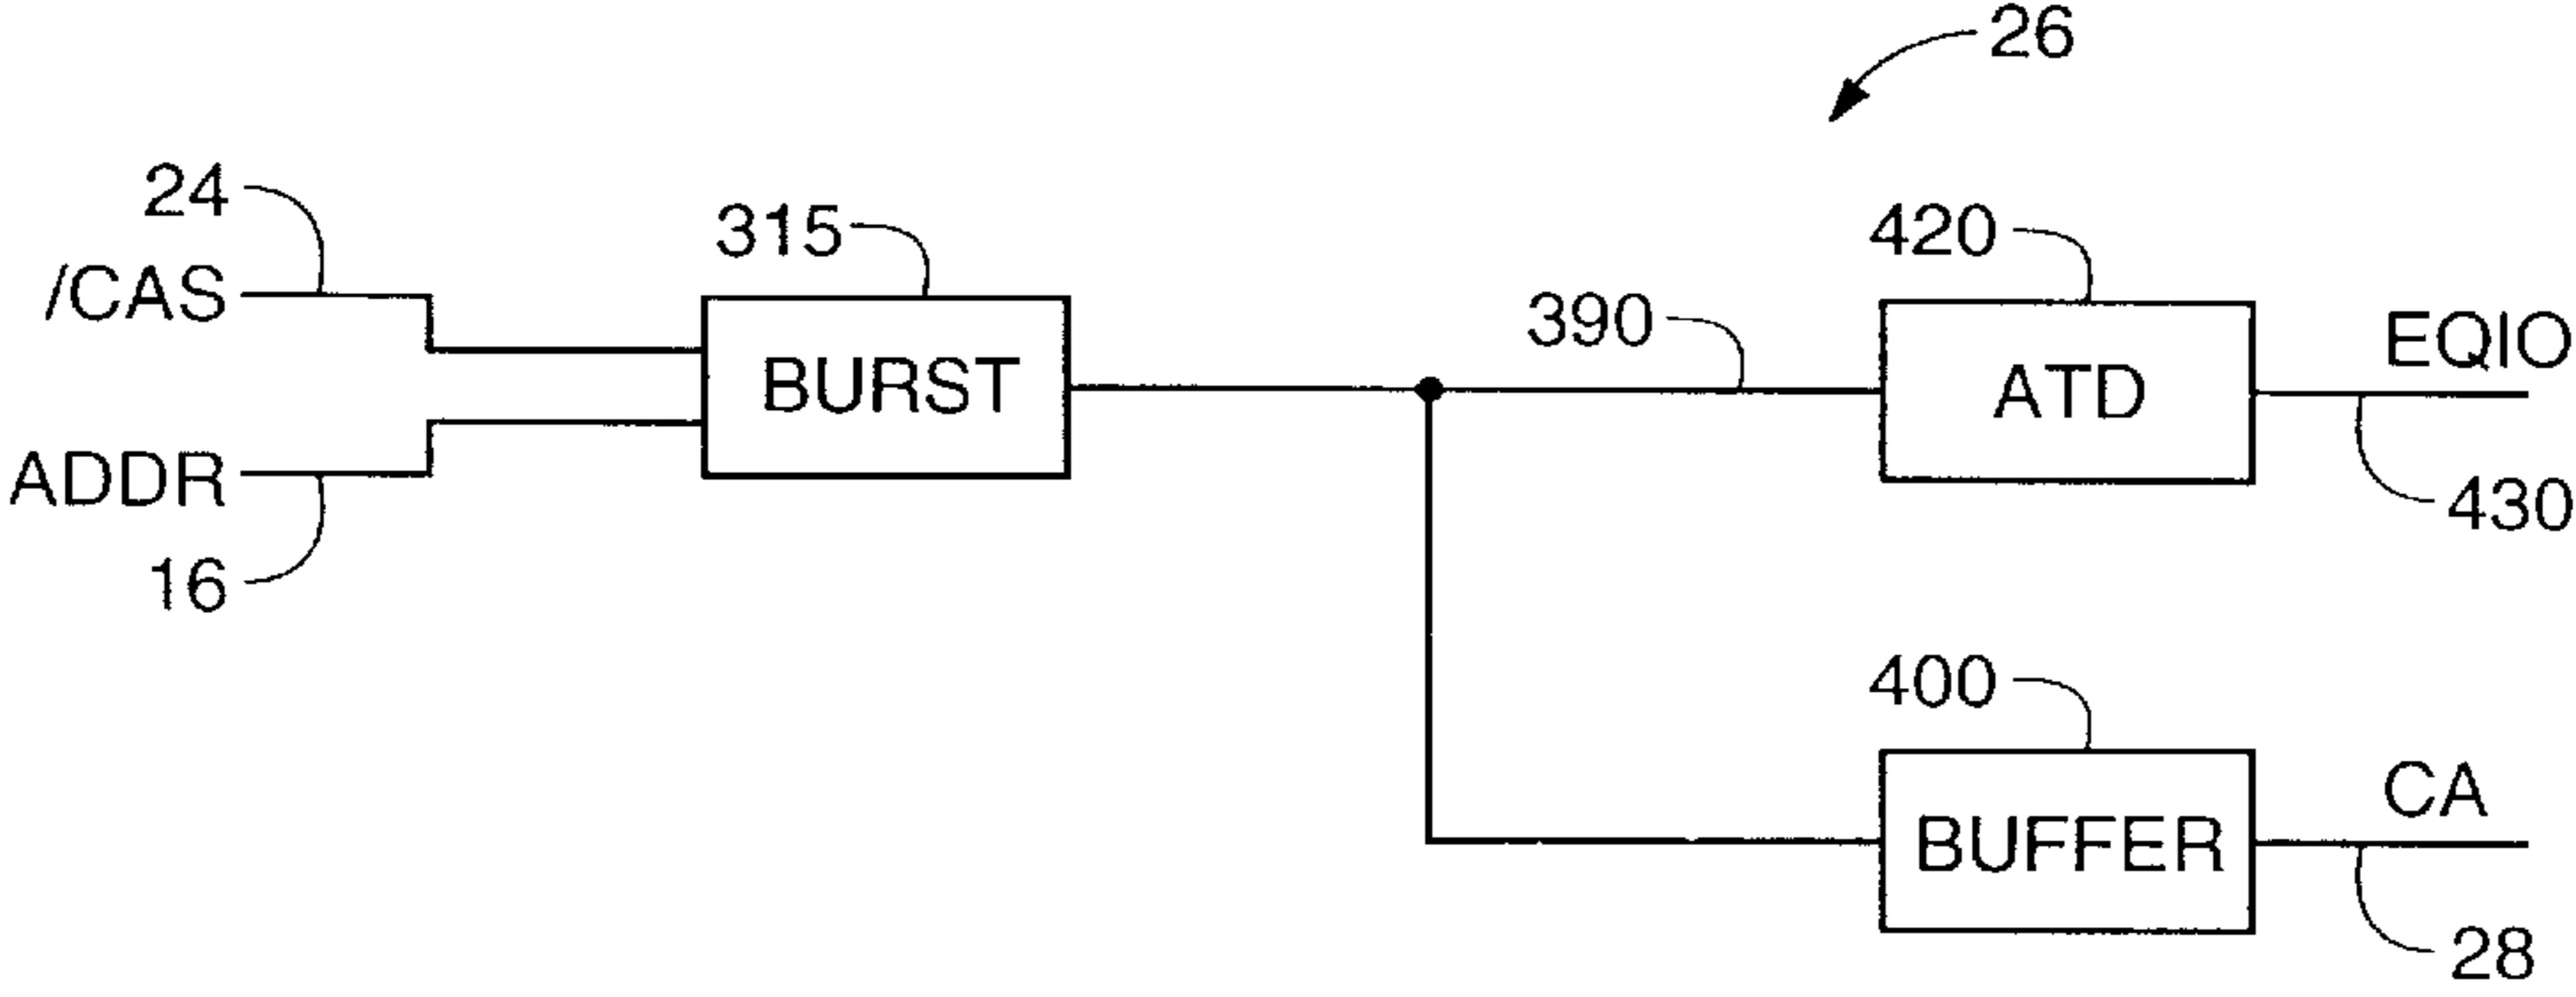 26
24
315
420
/CAS
390
EQIO
BURST
ATD
ADDR
430
16
400
CA
BUFFER
28